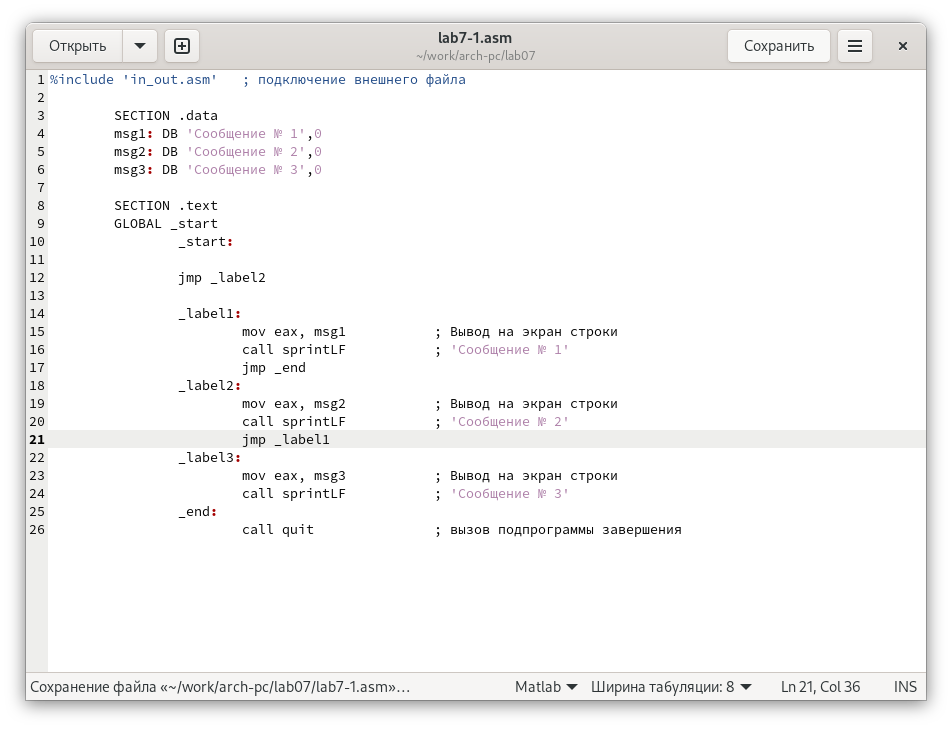 Открыть
lab7-1.asm
~/work/arch-pc/lab07
Сохранить
1 %include 'in_out.asm' ; подключение внешнего файла
2
3 SECTION .data
4 msg1: DB 'Сообщение № 1',0
5 msg2: DB 'Сообщение № 2',0
6 msg3: DB 'Сообщение № 3',0
7
8 SECTION .text
9 GLOBAL _start
10 _start:
11
12 jmp _label2
13
14 _label1:
15 mov eax, msg1 ; Вывод на экран строки
16 call sprintLF ; 'Сообщение № 1'
17 jmp _end
18 _label2:
19 mov eax, msg2 ; Вывод на экран строки
20 call sprintLF ; 'Сообщение № 2'
21 jmp _label1
22 _label3:
23 mov eax, msg3 ; Вывод на экран строки
24 call sprintLF ; 'Сообщение № 3'
25 _end:
26 call quit ; вызов подпрограммы завершения
Сохранение файла «~/work/arch-pc/lab07/lab7-1.asm»… Matlab Ширина табуляции: 8 Ln 21, Col 36 INS